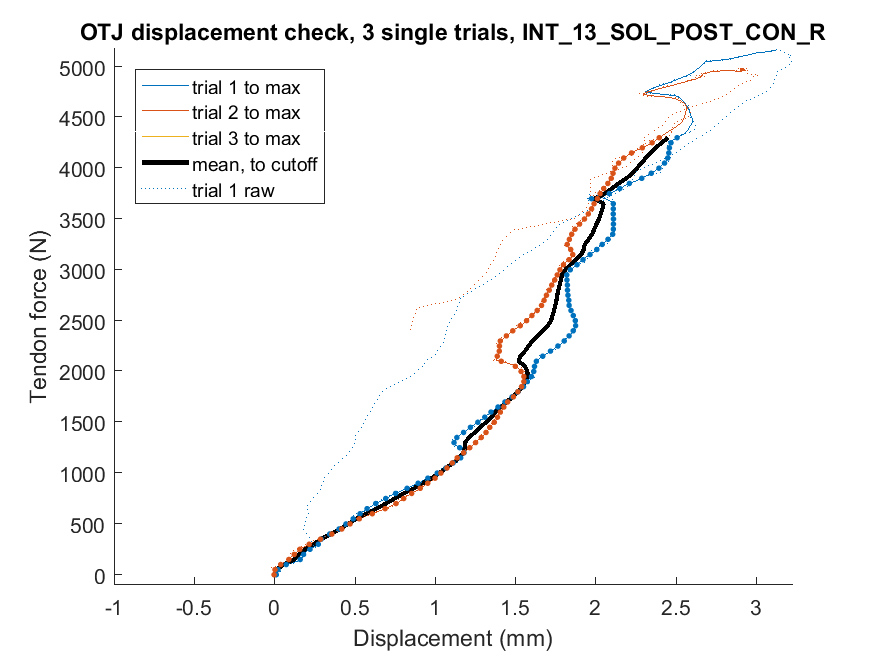 OTJ displacement check, 3 single trials, INT_13_SOL_POST_CON_R
trial 1 to max
trial 2 to max
trial 3 to max
mean, to cutoff
trial 1 raw
5000
4500
4000
3500
3000
2500
2000
1500
1000
500
0
Tendon force (N)
-1 -0.5 0 0.5 1 1.5 2 2.5 3
Displacement (mm)